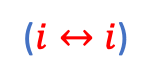 (i ↔ i)